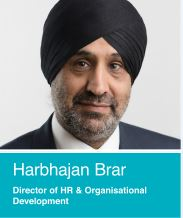 Harbhajan Brar
Director of HR & Organisational
Development